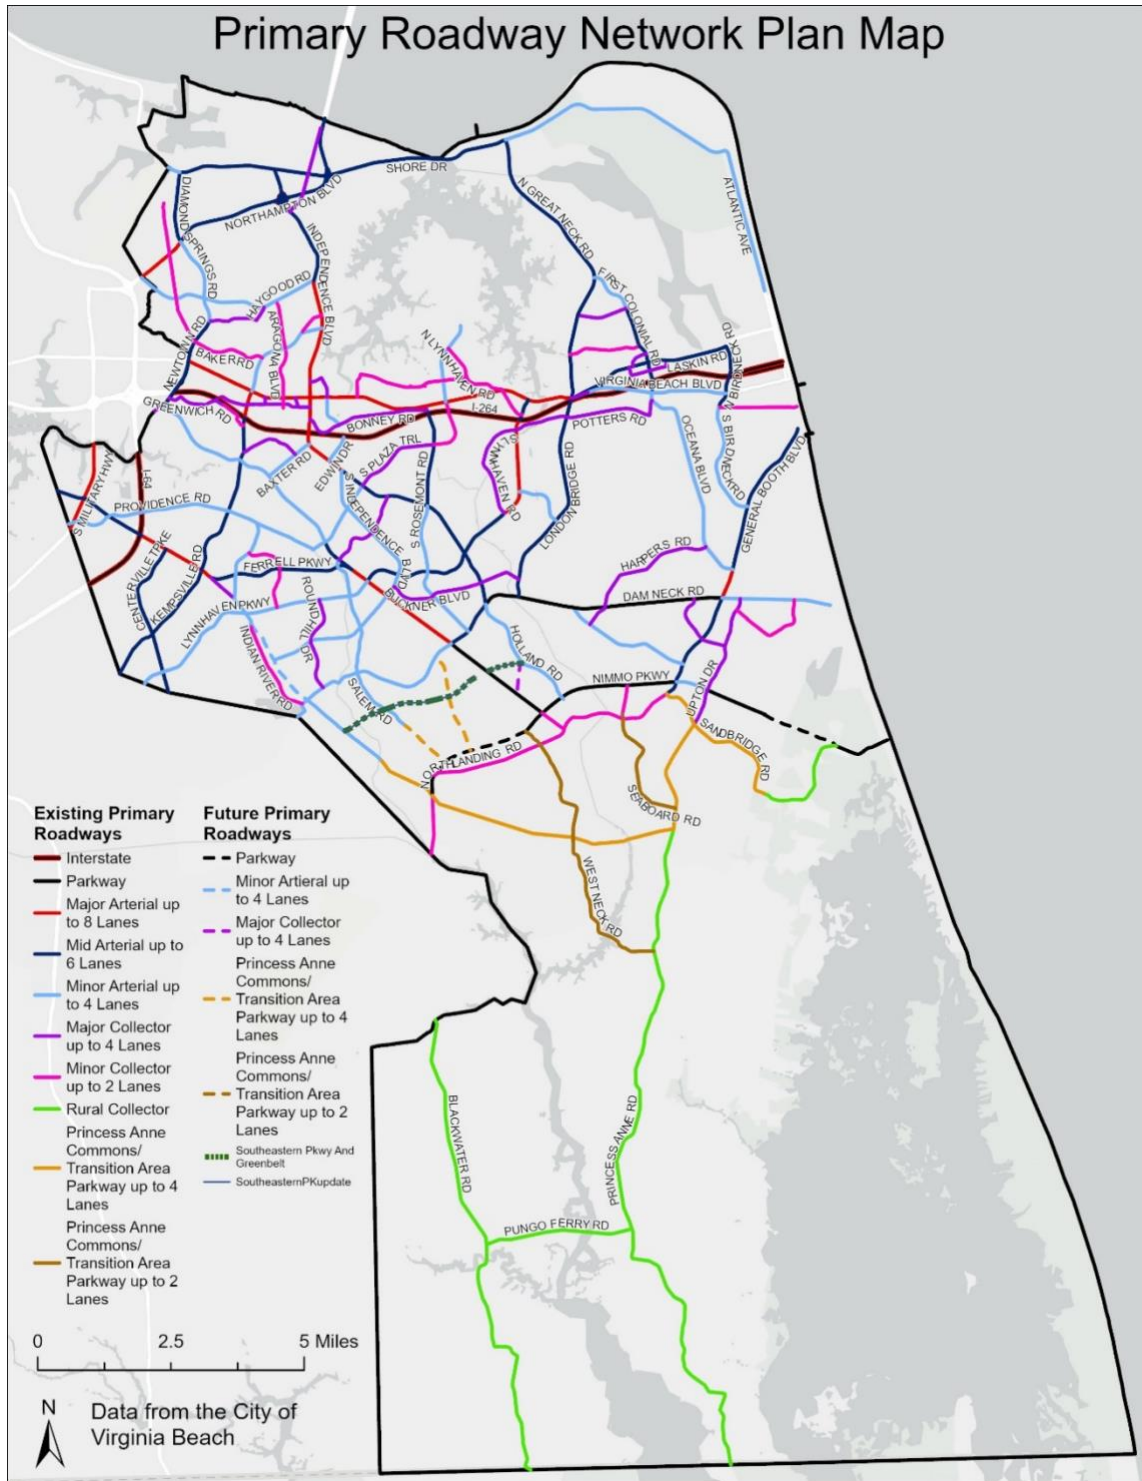 Primary Roadway Network Plan Map
SHORE DR
DIAMOND SPRINGS RD
NORTHAMPTON BLVD
N GREAT NECK RD
ATLANTIC AVE
INDEPENDENCE BLVD
HAYGOOD RD
FIRST COLONIAL RD
ARAGONA BLVD
NEWTOWN RD
BAKER RD
N LYNNHAVEN RD
LASKIN RD
N BIRDNECK RD
VIRGINIA BEACH BLVD
I-264
GREENWICH RD
BONNEY RD
POTTERS RD
S PLAZA TRL
S LYNNHAVEN RD
OCEANA BLVD
S BIRDNECK RD
S MILITARY HWY
I-64
BAXTER RD
EDWIN DR
S ROSEMONT RD
LONDON BRIDGE RD
GENERAL BOOTH BLVD
PROVIDENCE RD
S INDEPENDENCE BLVD
CENTERVILLE TPKE
KEMPSVILLE RD
FERRELL PKWY
HARPERS RD
LYNNHAVEN PKWY
ROUND HILL DR
BUCKNER BLVD
DAM NECK RD
INDIAN RIVER RD
HOLLAND RD
SALEM RD
NIMMO PKWY
UPTON DR
SANDBRIDGE RD
NORTH LANDING RD
SEABOARD RD
WEST NECK RD
BLACKWATER RD
PRINCESS ANNE RD
PUNGO FERRY RD
Existing Primary
Roadways
Interstate
Parkway
Major Arterial up
to 8 Lanes
Mid Arterial up to
6 Lanes
Minor Arterial up
to 4 Lanes
Major Collector
up to 4 Lanes
Minor Collector
up to 2 Lanes
Rural Collector
Princess Anne
Commons/
Transition Area
Parkway up to 4
Lanes
Princess Anne
Commons/
Transition Area
Parkway up to 2
Lanes
Future Primary
Roadways
Parkway
Minor Artieral up
to 4 Lanes
Major Collector
up to 4 Lanes
Princess Anne
Commons/
Transition Area
Parkway up to 4
Lanes
Princess Anne
Commons/
Transition Area
Parkway up to 2
Lanes
Southeastern Pkwy And
Greenbelt
SoutheasternPKupdate
0 2.5 5 Miles
N
Data from the City of
Virginia Beach